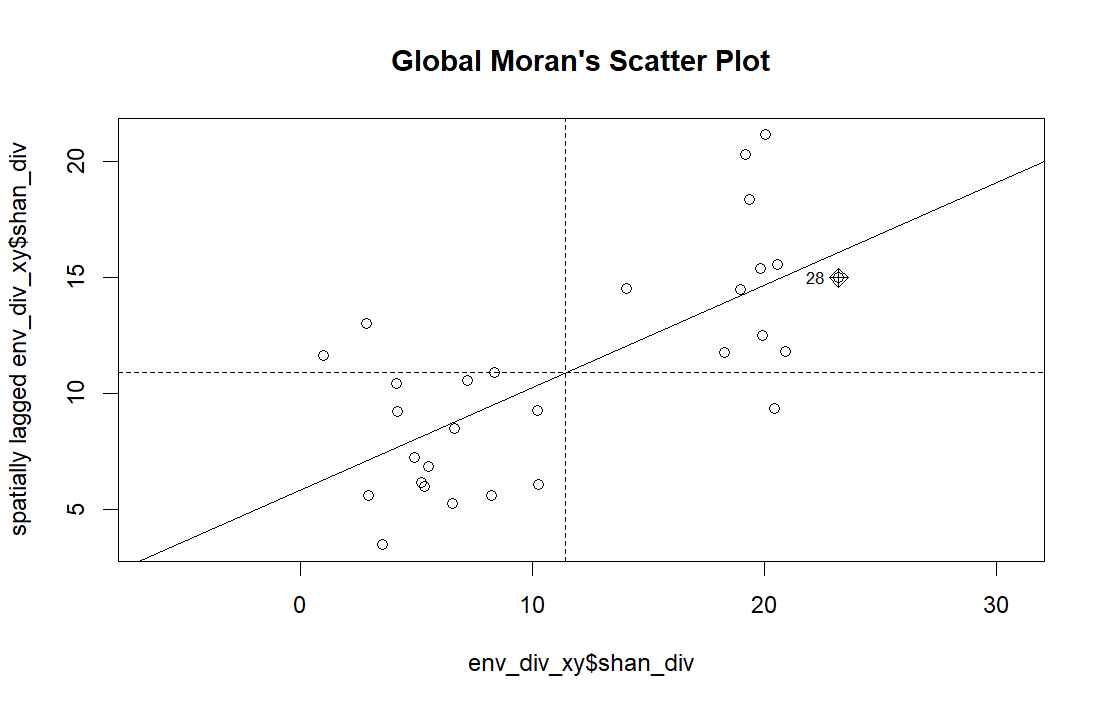 Global Moran's Scatter Plot
spatially lagged env_div_xy$shan_div
20
15
10
5
28
0 10 20 30
env_div_xy$shan_div